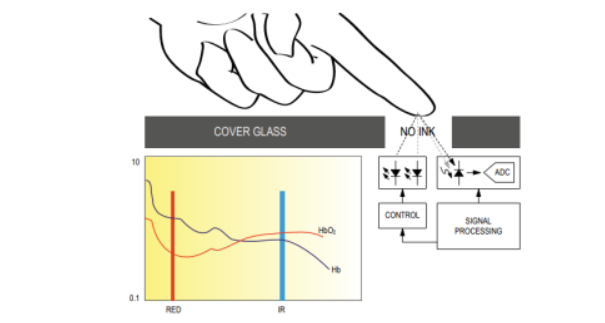 COVER GLASS
NO INK
10
ADC
CONTROL
SIGNAL
PROCESSING
HbO₂
Hb
0.1
RED
IR